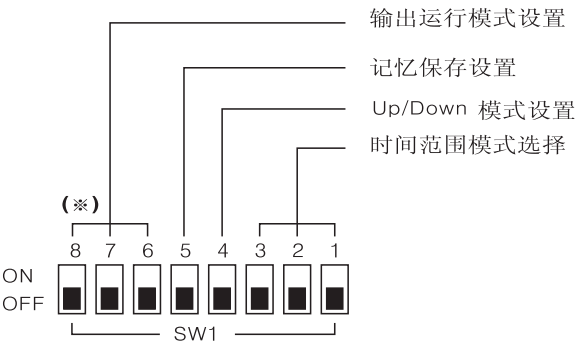 输出运行模式设置
记忆保存设置
Up/Down 模式设置
时间范围模式选择
(※)
8 7 6 5 4 3 2 1
ON
OFF
SW1